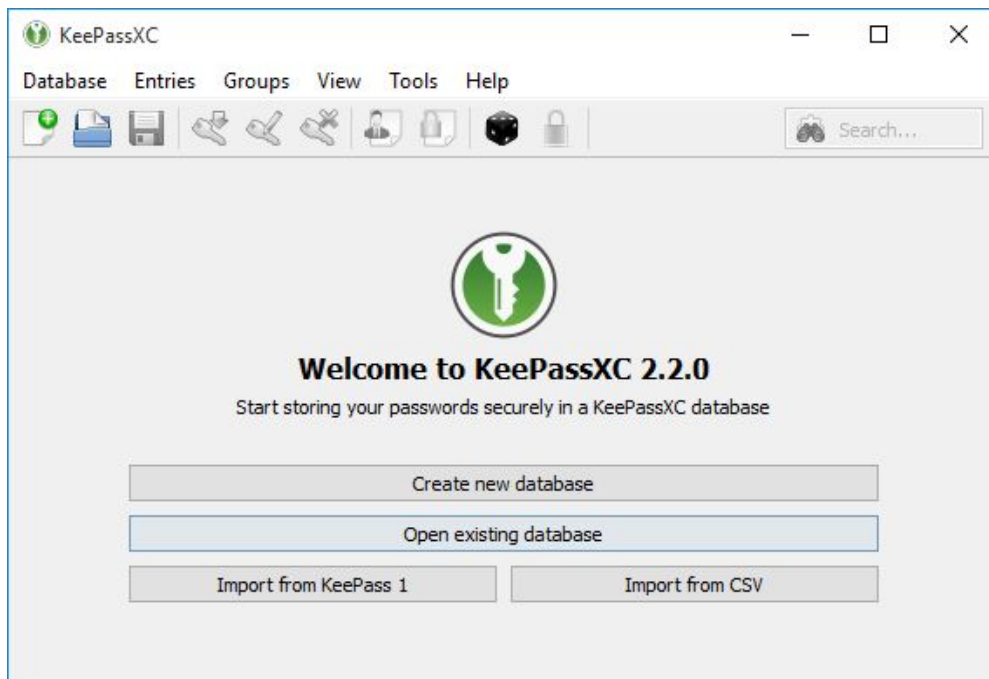 KeePassXC
Database Entries Groups View Tools Help
Search...
Welcome to KeePassXC 2.2.0
Start storing your passwords securely in a KeePassXC database
Create new database
Open existing database
Import from KeePass 1 Import from CSV